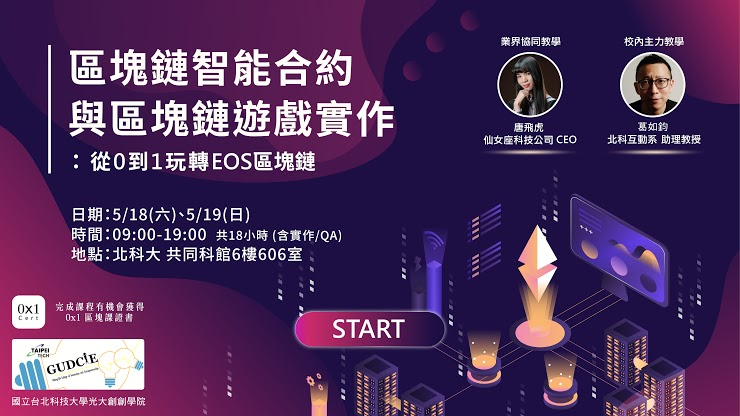 區塊鏈智能合約
與區塊鏈遊戲實作
：從0到1玩轉EOS區塊鏈
日期：5/18(六)、5/19(日)
時間：09:00-19:00 共18小時 (含實作/QA)
地點：北科大 共同科館6樓606室
業界協同教學
唐飛虎
仙女座科技公司 CEO
校內主力教學
葛如鈞
北科互動系 助理教授
START
0x1
Cert
完成課程有機會獲得
0x1 區塊課證書
TAIPEI
TECH
GUDCIE
國立台北科技大學光大創創學院